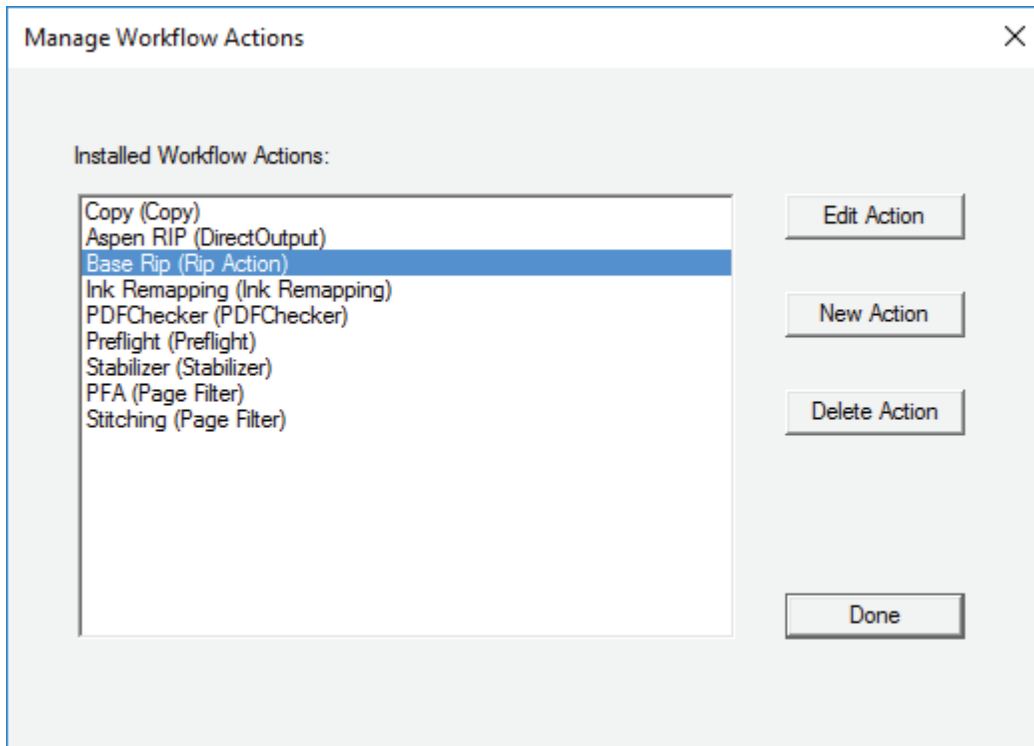 Manage Workflow Actions
Installed Workflow Actions:
Copy (Copy)
Aspen RIP (DirectOutput)
Base Rip (Rip Action)
Ink Remapping (Ink Remapping)
PDFChecker (PDFChecker)
Preflight (Preflight)
Stabilizer (Stabilizer)
PFA (Page Filter)
Stitching (Page Filter)
Edit Action
New Action
Delete Action
Done